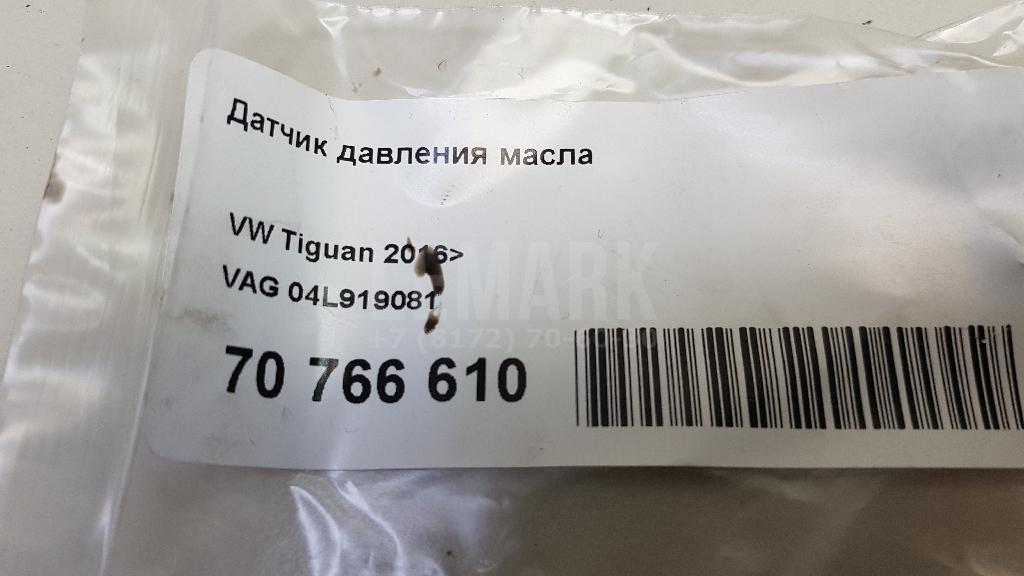 Датчик давления масла
VW Tiguan 2016>
VAG 04L919081
70 766 610